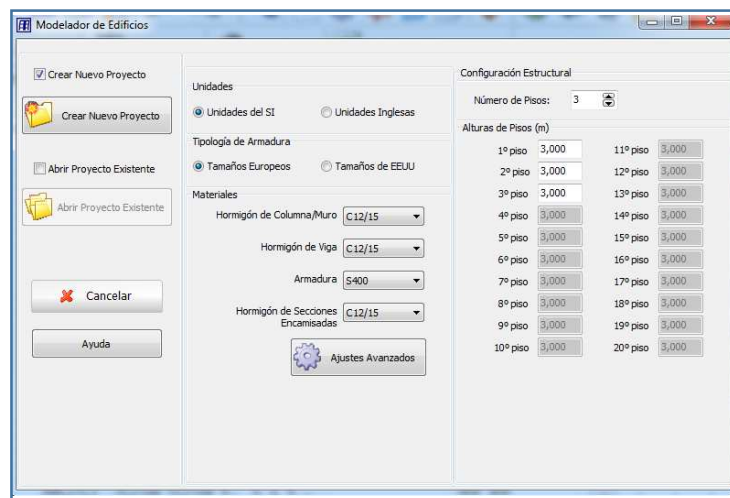 Modelador de Edificios
Crear Nuevo Proyecto
Crear Nuevo Proyecto
Abrir Proyecto Existente
Abrir Proyecto Existente
Cancelar
Ayuda
Unidades
Unidades del SI Unidades Inglesas
Tipología de Armadura
Tamaños Europeos Tamaños de EEUU
Materiales
Hormigón de Columna/Muro C12/15
Hormigón de Viga C12/15
Armadura S400
Hormigón de Secciones C12/15
Encamisadas
Ajustes Avanzados
Configuración Estructural
Número de Pisos: 3
Alturas de Pisos (m)
1º piso 3,000 11º piso 3,000
2º piso 3,000 12º piso 3,000
3º piso 3,000 13º piso 3,000
4º piso 3,000 14º piso 3,000
5º piso 3,000 15º piso 3,000
6º piso 3,000 16º piso 3,000
7º piso 3,000 17º piso 3,000
8º piso 3,000 18º piso 3,000
9º piso 3,000 19º piso 3,000
10º piso 3,000 20º piso 3,000